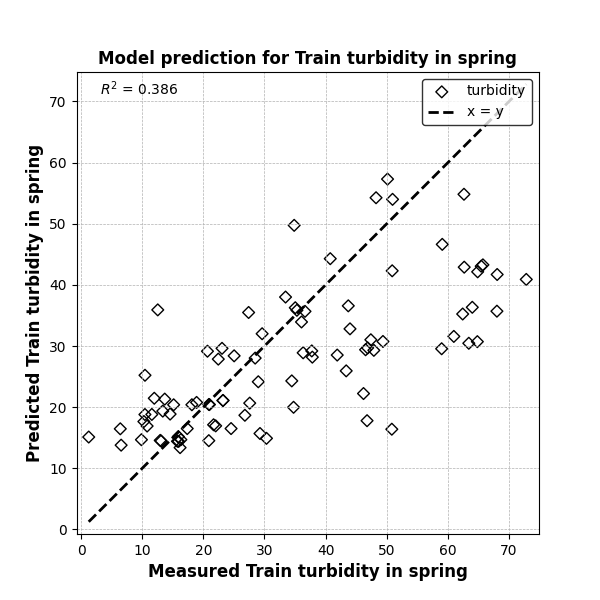 Model prediction for Train turbidity in spring
R² = 0.386
turbidity
x = y
70
60
50
40
30
20
10
0
Predicted Train turbidity in spring
0 10 20 30 40 50 60 70
Measured Train turbidity in spring